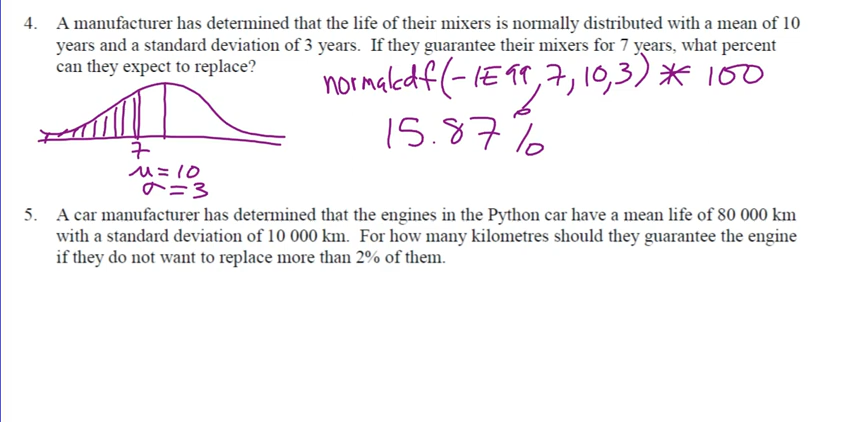 4. A manufacturer has determined that the life of their mixers is normally distributed with a mean of 10
years and a standard deviation of 3 years. If they guarantee their mixers for 7 years, what percent
can they expect to replace?
normalcdf(-1E99,7,10,3) * 100
15.87%
7
μ=10
σ=3
5. A car manufacturer has determined that the engines in the Python car have a mean life of 80 000 km
with a standard deviation of 10 000 km. For how many kilometres should they guarantee the engine
if they do not want to replace more than 2% of them.